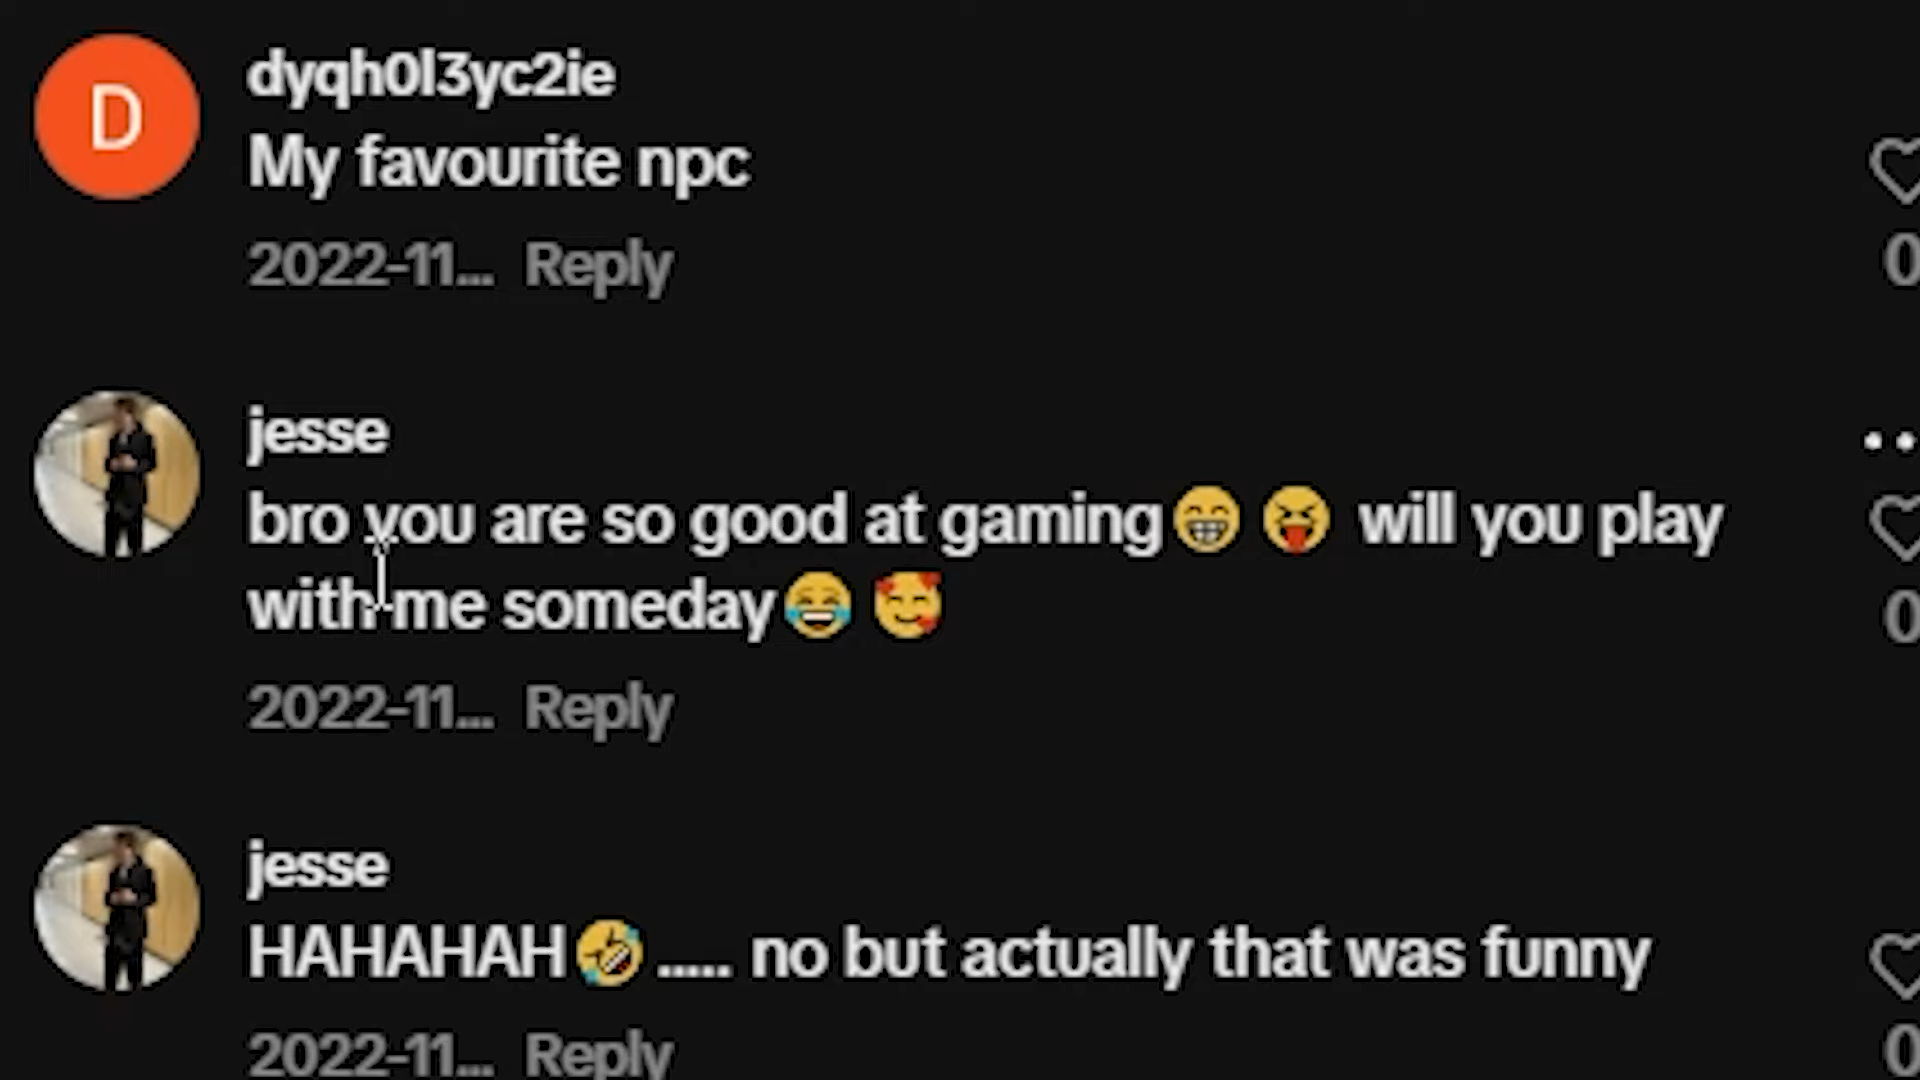 D
dyqh0l3yc2ie
My favourite npc
0
2022-11... Reply
jesse
bro you are so good at gaming😁😝 will you play
with me someday😂🥰
0
2022-11... Reply
jesse
HAHAHAH🤣..... no but actually that was funny
2022-11... Reply
0